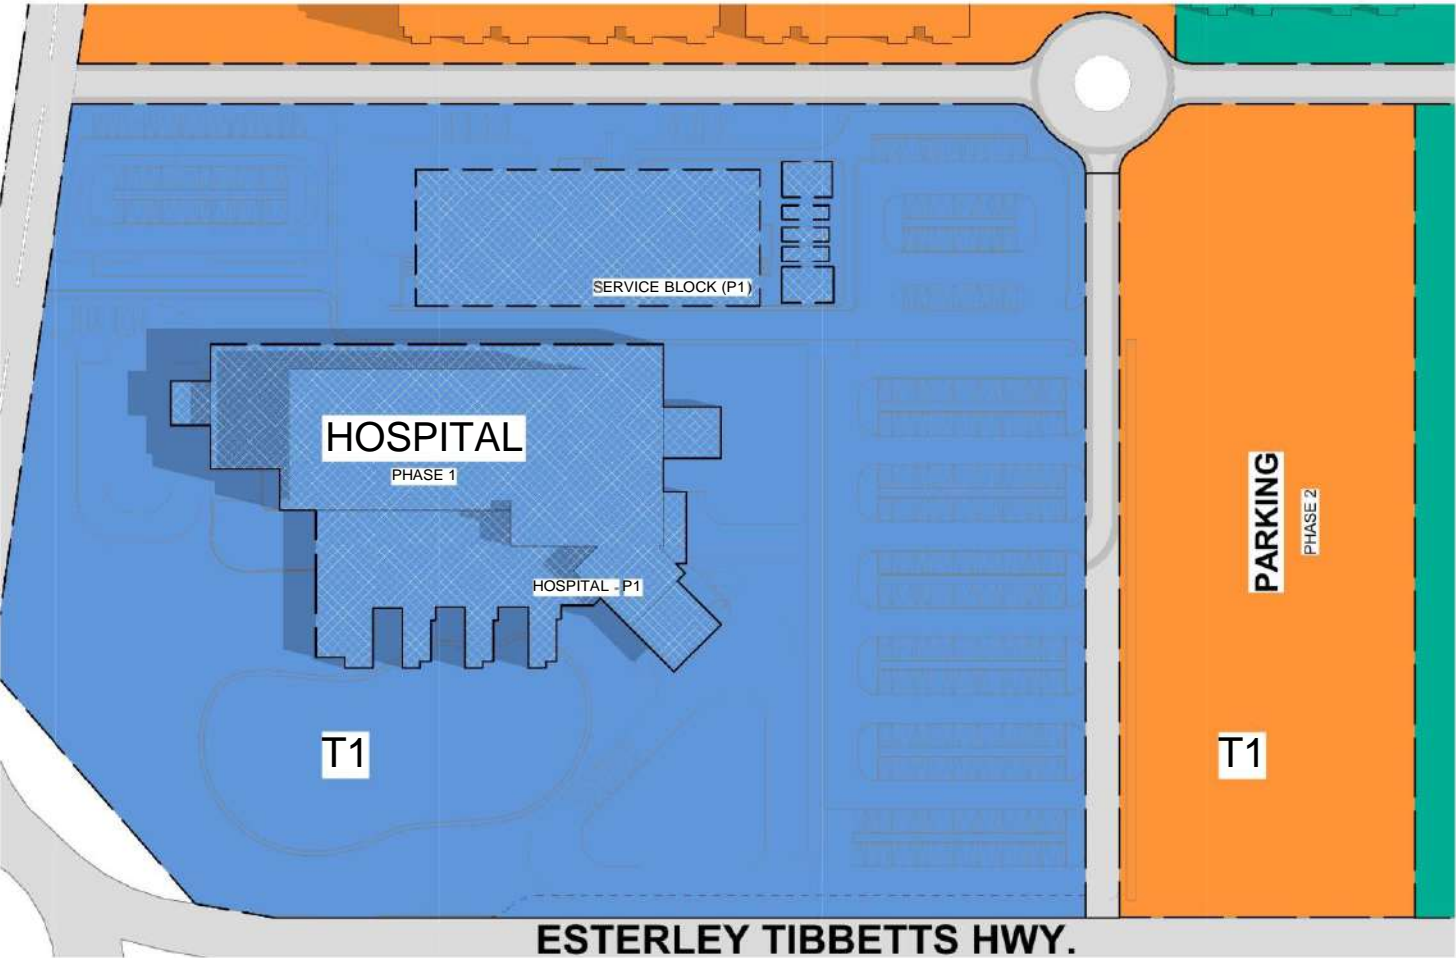 SERVICE BLOCK (P1)
HOSPITAL
PHASE 1
HOSPITAL - P1
PARKING
PHASE 2
T1
T1
ESTERLEY TIBBETTS HWY.